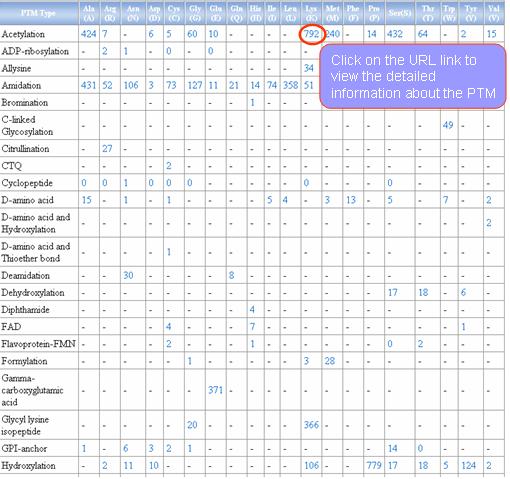 PTM Type Ala (A) Arg (R) Asn (N) Asp (D) Cys (C) Gly (G) Glu (E) Gln (Q) His (H) Ile (I) Leu (L) Lys (K) Met (M) Phe (F) Pro (P) Ser(S) Thr (T) Trp (W) Tyr (Y) Val (V)
Acetylation 424 7 - 6 5 60 10 - - - - 792 240 - 14 432 64 - 2 15
ADP-ribosylation - 2 1 - 0 - 0 - - - - -
Allysine - - - - - - - - - - - 34
Amidation 431 52 106 3 73 127 11 21 14 74 358 51
Click on the URL link to
view the detailed
information about the PTM
Bromination - - - - - - - - 1 - - - - - - - - - - -
C-linked
Glycosylation - - - - - - - - - - - - - - - - - 49 - -
Citrullination - 27 - - - - - - - - - - - - - - - - - -
CTQ - - - - 2 - - - - - - - - - - - - - - -
Cyclopeptide 0 0 1 0 0 0 - - - - - 0 - - - 0 - - - -
D-amino acid 15 - 1 - 1 - - - - 5 4 - 3 13 - 5 - 7 - 2
D-amino acid and
Hydroxylation - - - - - - - - - - - - - - - - - - - 2
D-amino acid and
Thioether bond - - - - 1 - - - - - - - - - - - - - - -
Deamidation - - 30 - - - - 8 - - - - - - - - - - - -
Dehydroxylation - - - - - - - - - - - - - - - 17 18 - 6 -
Diphthamide - - - - - - - - 4 - - - - - - - - - - -
FAD - - - - 4 - - - 7 - - - - - - - - - 1 -
Flavoprotein-FMN - - - - 2 - - - 1 - - - - - - 0 2 - - -
Formylation - - - - - 1 - - - - - 3 28 - - - - - - -
Gamma-
carboxyglutamic
acid - - - - - - 371 - - - - - - - - - - - - -
Glycyl lysine
isopeptide - - - - - 20 - - - - - 366 - - - - - - - -
GPI-anchor 1 - 6 3 2 1 - - - - - - - - - 14 0 - - -
Hydroxylation - 2 11 10 - - - - - - - 106 - - 779 17 18 5 124 2